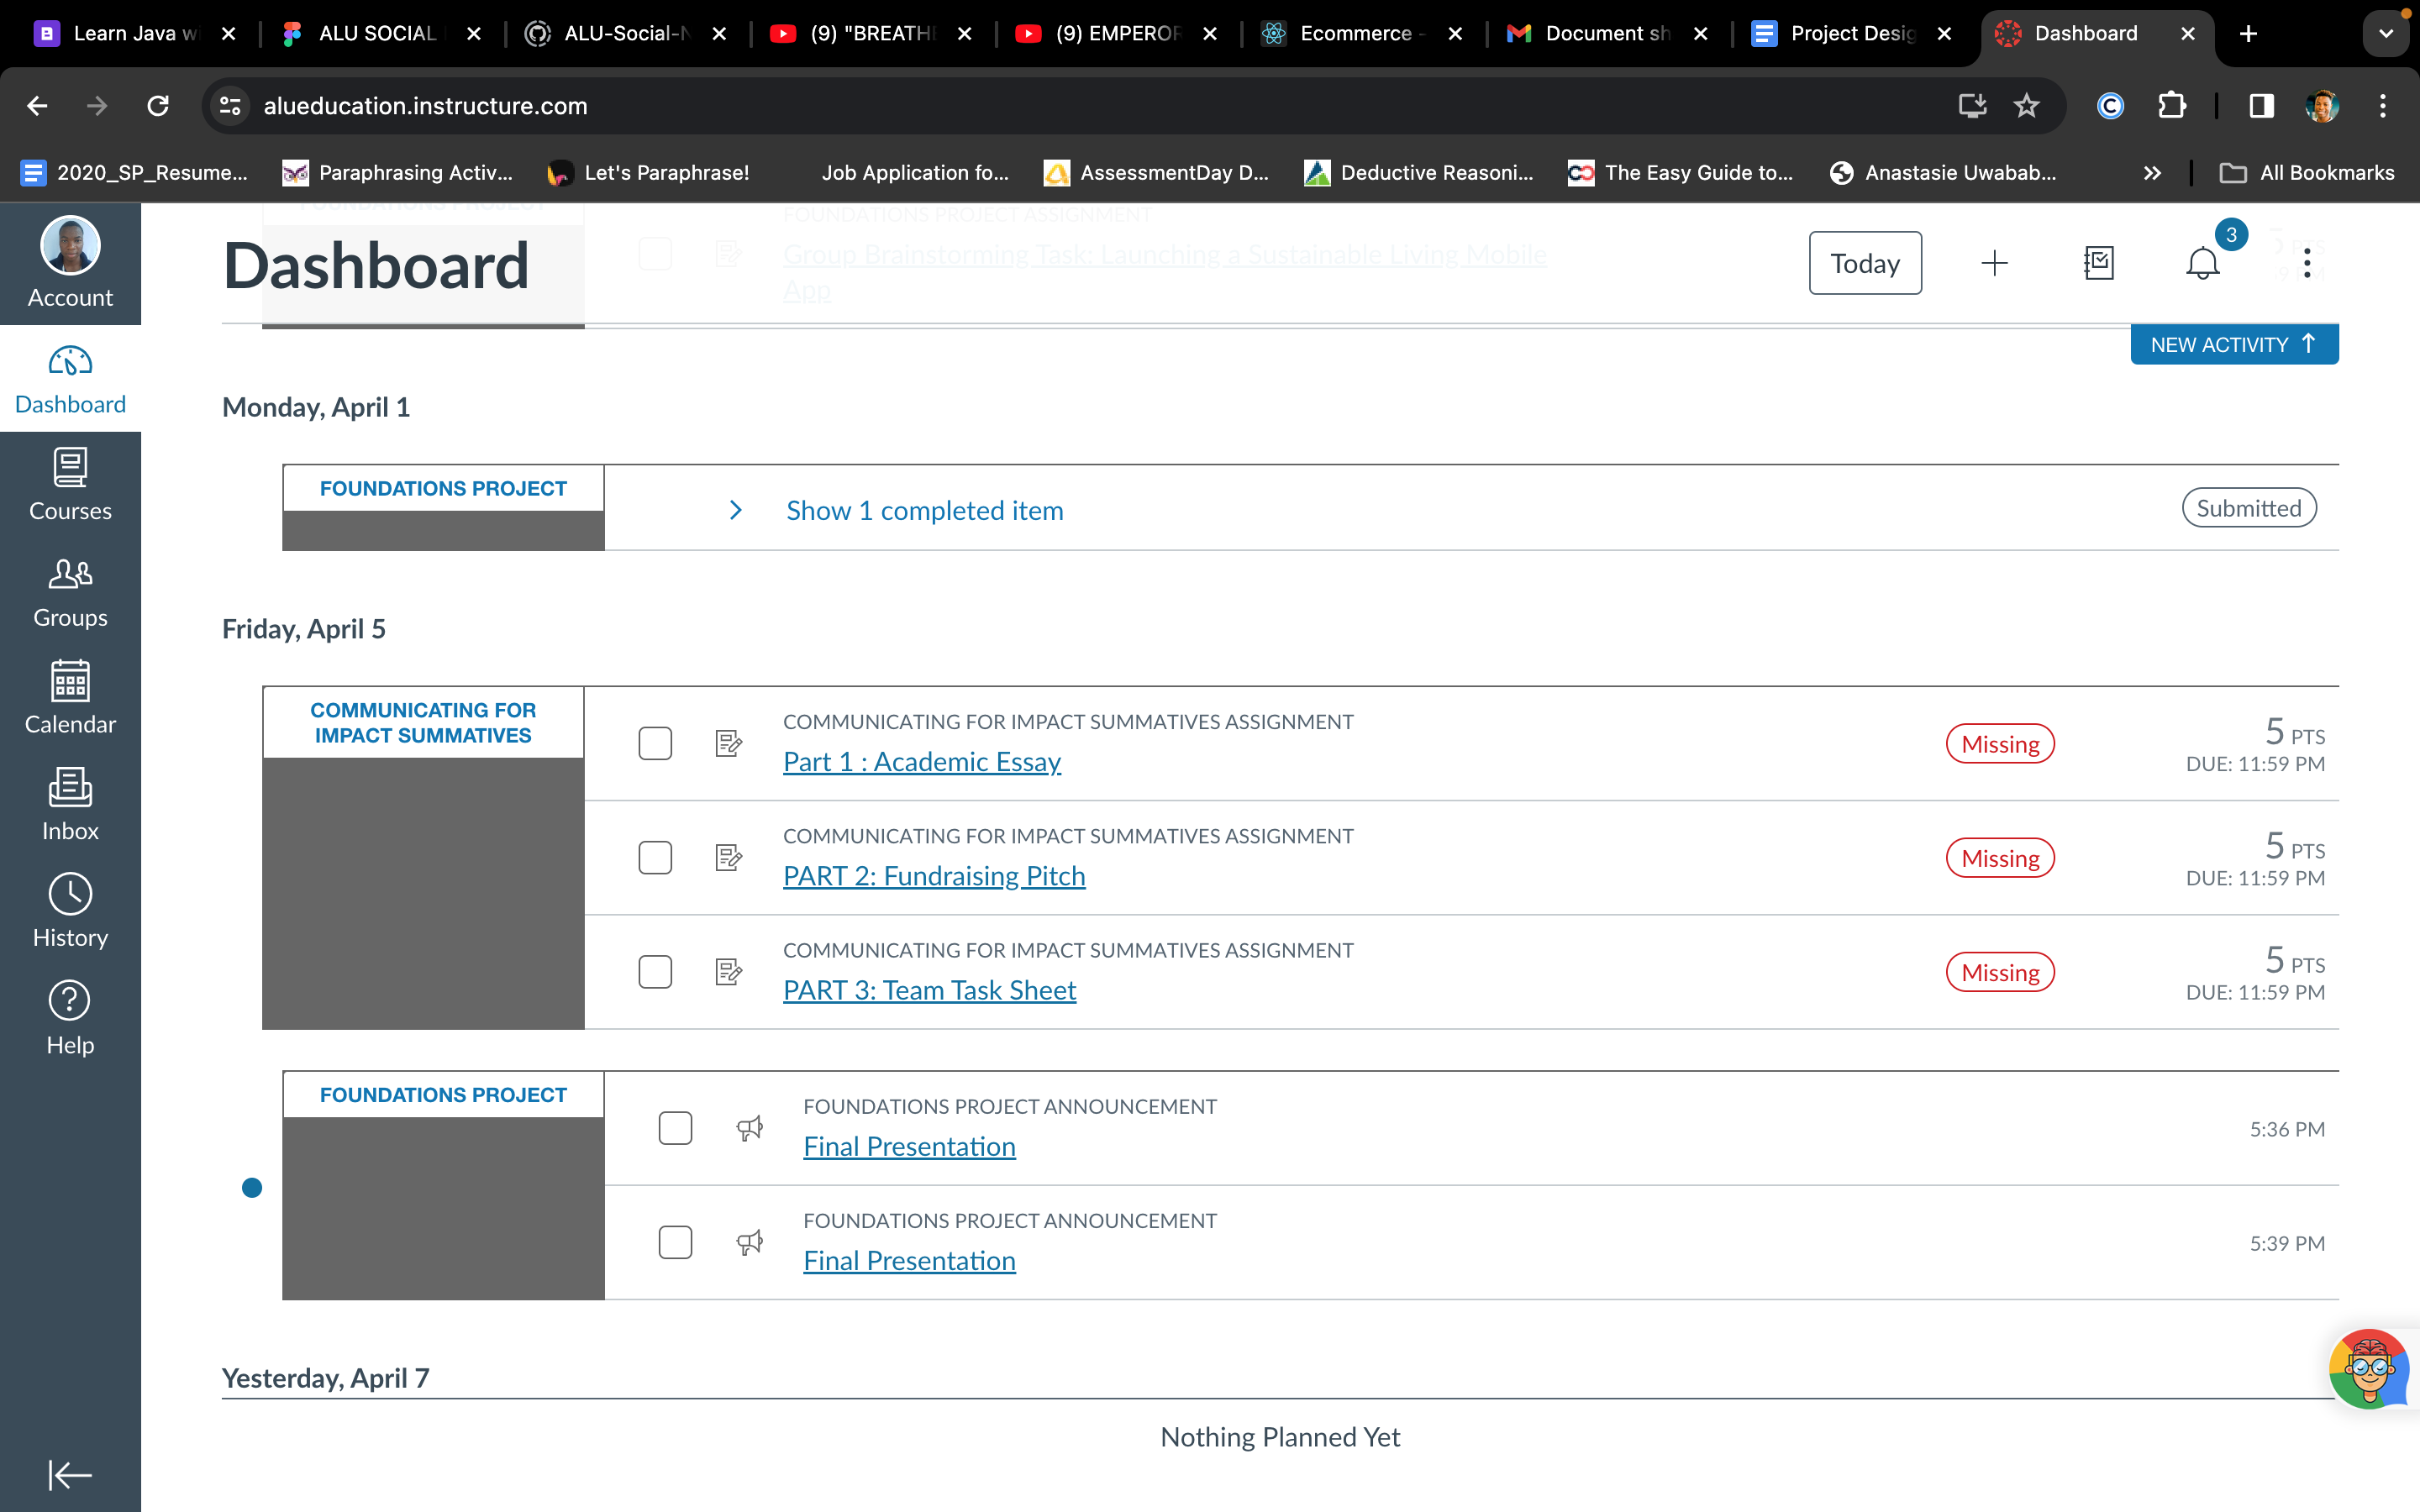 Learn Java w
ALU SOCIAL
ALU-Social-N
(9) "BREATH
(9) EMPEROR
Ecommerce -
Document sh
Project Desig
Dashboard
alueducation.instructure.com
2020_SP_Resume...
Paraphrasing Activ...
Let's Paraphrase!
Job Application fo...
AssessmentDay D...
Deductive Reasoni...
The Easy Guide to...
Anastasie Uwabab...
All Bookmarks
Account
Dashboard
Courses
Groups
Calendar
Inbox
History
Help
FOUNDATIONS PROJECT
FOUNDATIONS PROJECT ASSIGNMENT
Group Brainstorming Task: Launching a Sustainable Living Mobile
App
Dashboard
Today
3
NEW ACTIVITY
Monday, April 1
FOUNDATIONS PROJECT
Show 1 completed item
Submitted
Friday, April 5
COMMUNICATING FOR
IMPACT SUMMATIVES
COMMUNICATING FOR IMPACT SUMMATIVES ASSIGNMENT
Part 1 : Academic Essay
Missing
5 PTS
DUE: 11:59 PM
COMMUNICATING FOR IMPACT SUMMATIVES ASSIGNMENT
PART 2: Fundraising Pitch
Missing
5 PTS
DUE: 11:59 PM
COMMUNICATING FOR IMPACT SUMMATIVES ASSIGNMENT
PART 3: Team Task Sheet
Missing
5 PTS
DUE: 11:59 PM
FOUNDATIONS PROJECT
FOUNDATIONS PROJECT ANNOUNCEMENT
Final Presentation
5:36 PM
FOUNDATIONS PROJECT ANNOUNCEMENT
Final Presentation
5:39 PM
Yesterday, April 7
Nothing Planned Yet